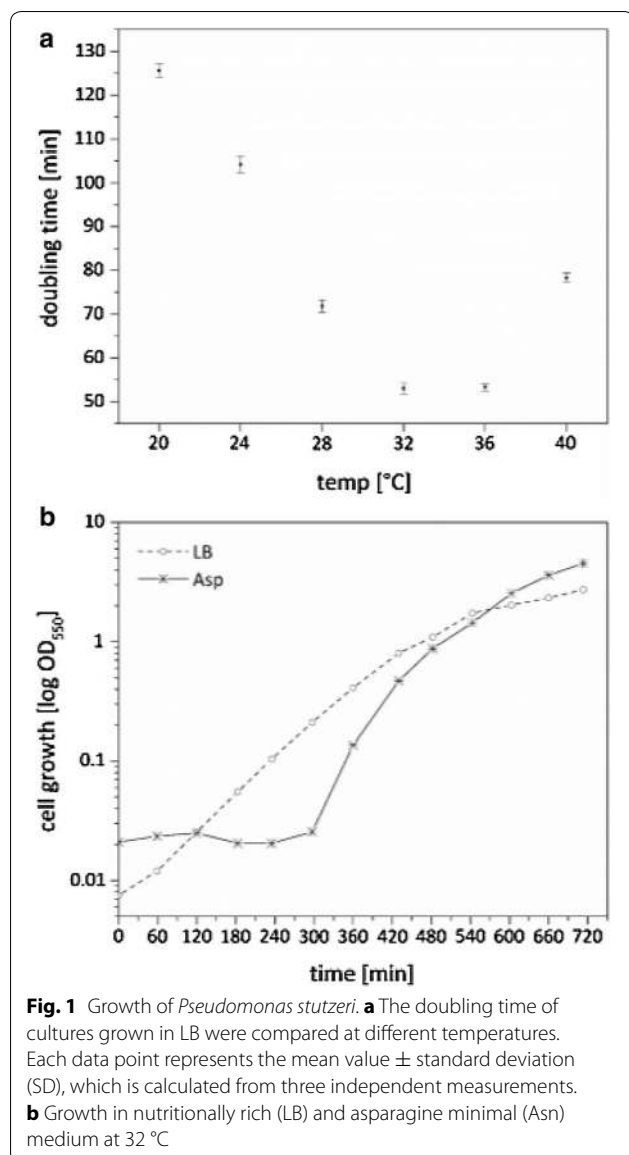 a
130
120
110
100
90
80
70
60
50
doubling time [min]
20 24 28 32 36 40
temp [°C]
b
10
1
0.1
0.01
cell growth [log OD₅₅₀]
LB
Asp
0 60 120 180 240 300 360 420 480 540 600 660 720
time [min]
Fig. 1 Growth of Pseudomonas stutzeri. a The doubling time of
cultures grown in LB were compared at different temperatures.
Each data point represents the mean value ± standard deviation
(SD), which is calculated from three independent measurements.
b Growth in nutritionally rich (LB) and asparagine minimal (Asn)
medium at 32 °C